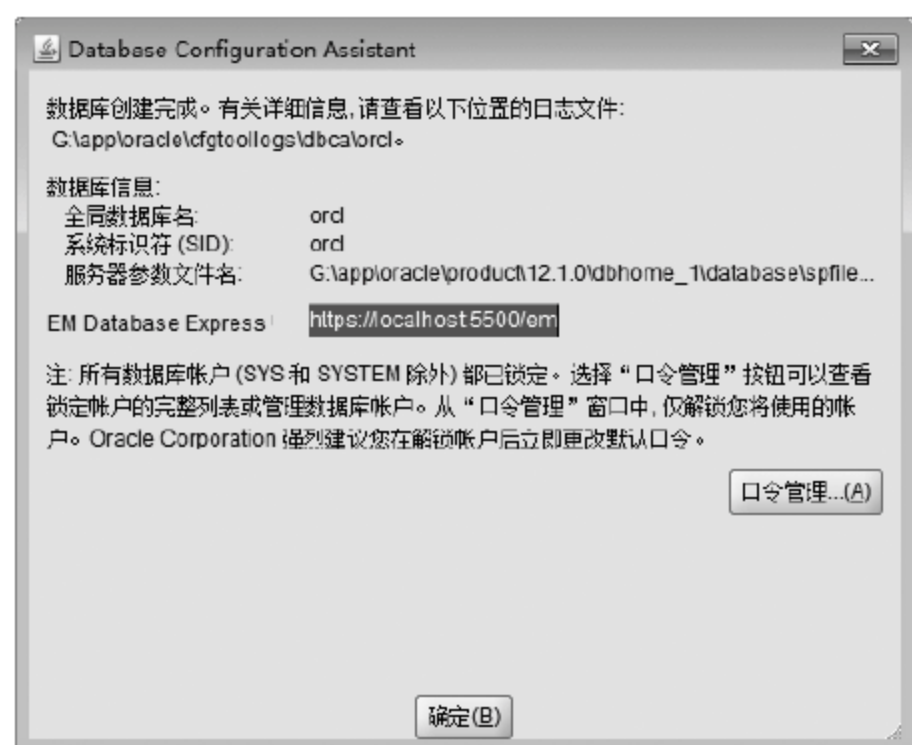 Database Configuration Assistant
数据库创建完成。有关详细信息,请查看以下位置的日志文件:
G:\app\oracle\cfgtoollogs\dbca\orcl。
数据库信息:
全局数据库名: orcl
系统标识符 (SID): orcl
服务器参数文件名: G:\app\oracle\product\12.1.0\dbhome_1\database\spfile...
EM Database Express https://localhost:5500/em
注: 所有数据库帐户 (SYS 和 SYSTEM 除外) 都已锁定。选择“口令管理”按钮可以查看
锁定帐户的完整列表或管理数据库帐户。从“口令管理”窗口中, 仅解锁您将使用的帐
户。Oracle Corporation 强烈建议您在解锁帐户后立即更改默认口令。
口令管理...(A)
确定(B)